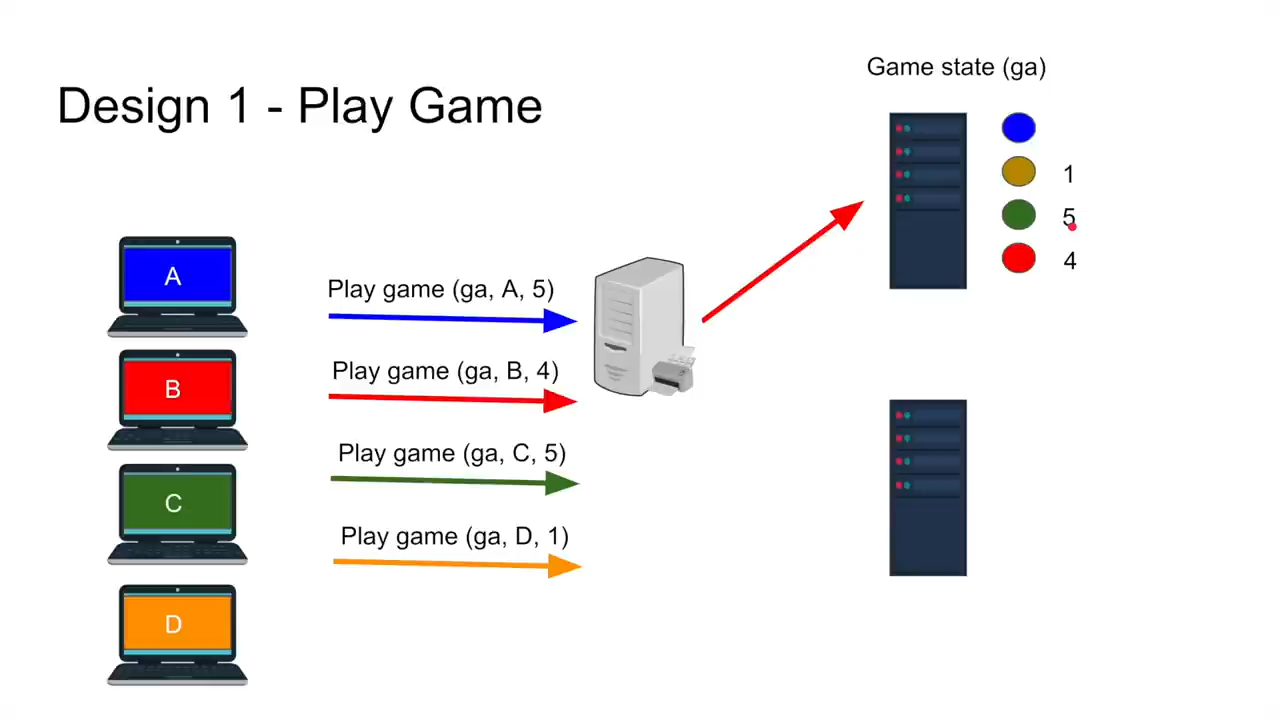 Game state (ga)
Design 1 - Play Game
1
5
4
A
Play game (ga, A, 5)
B
Play game (ga, B, 4)
C
Play game (ga, C, 5)
D
Play game (ga, D, 1)